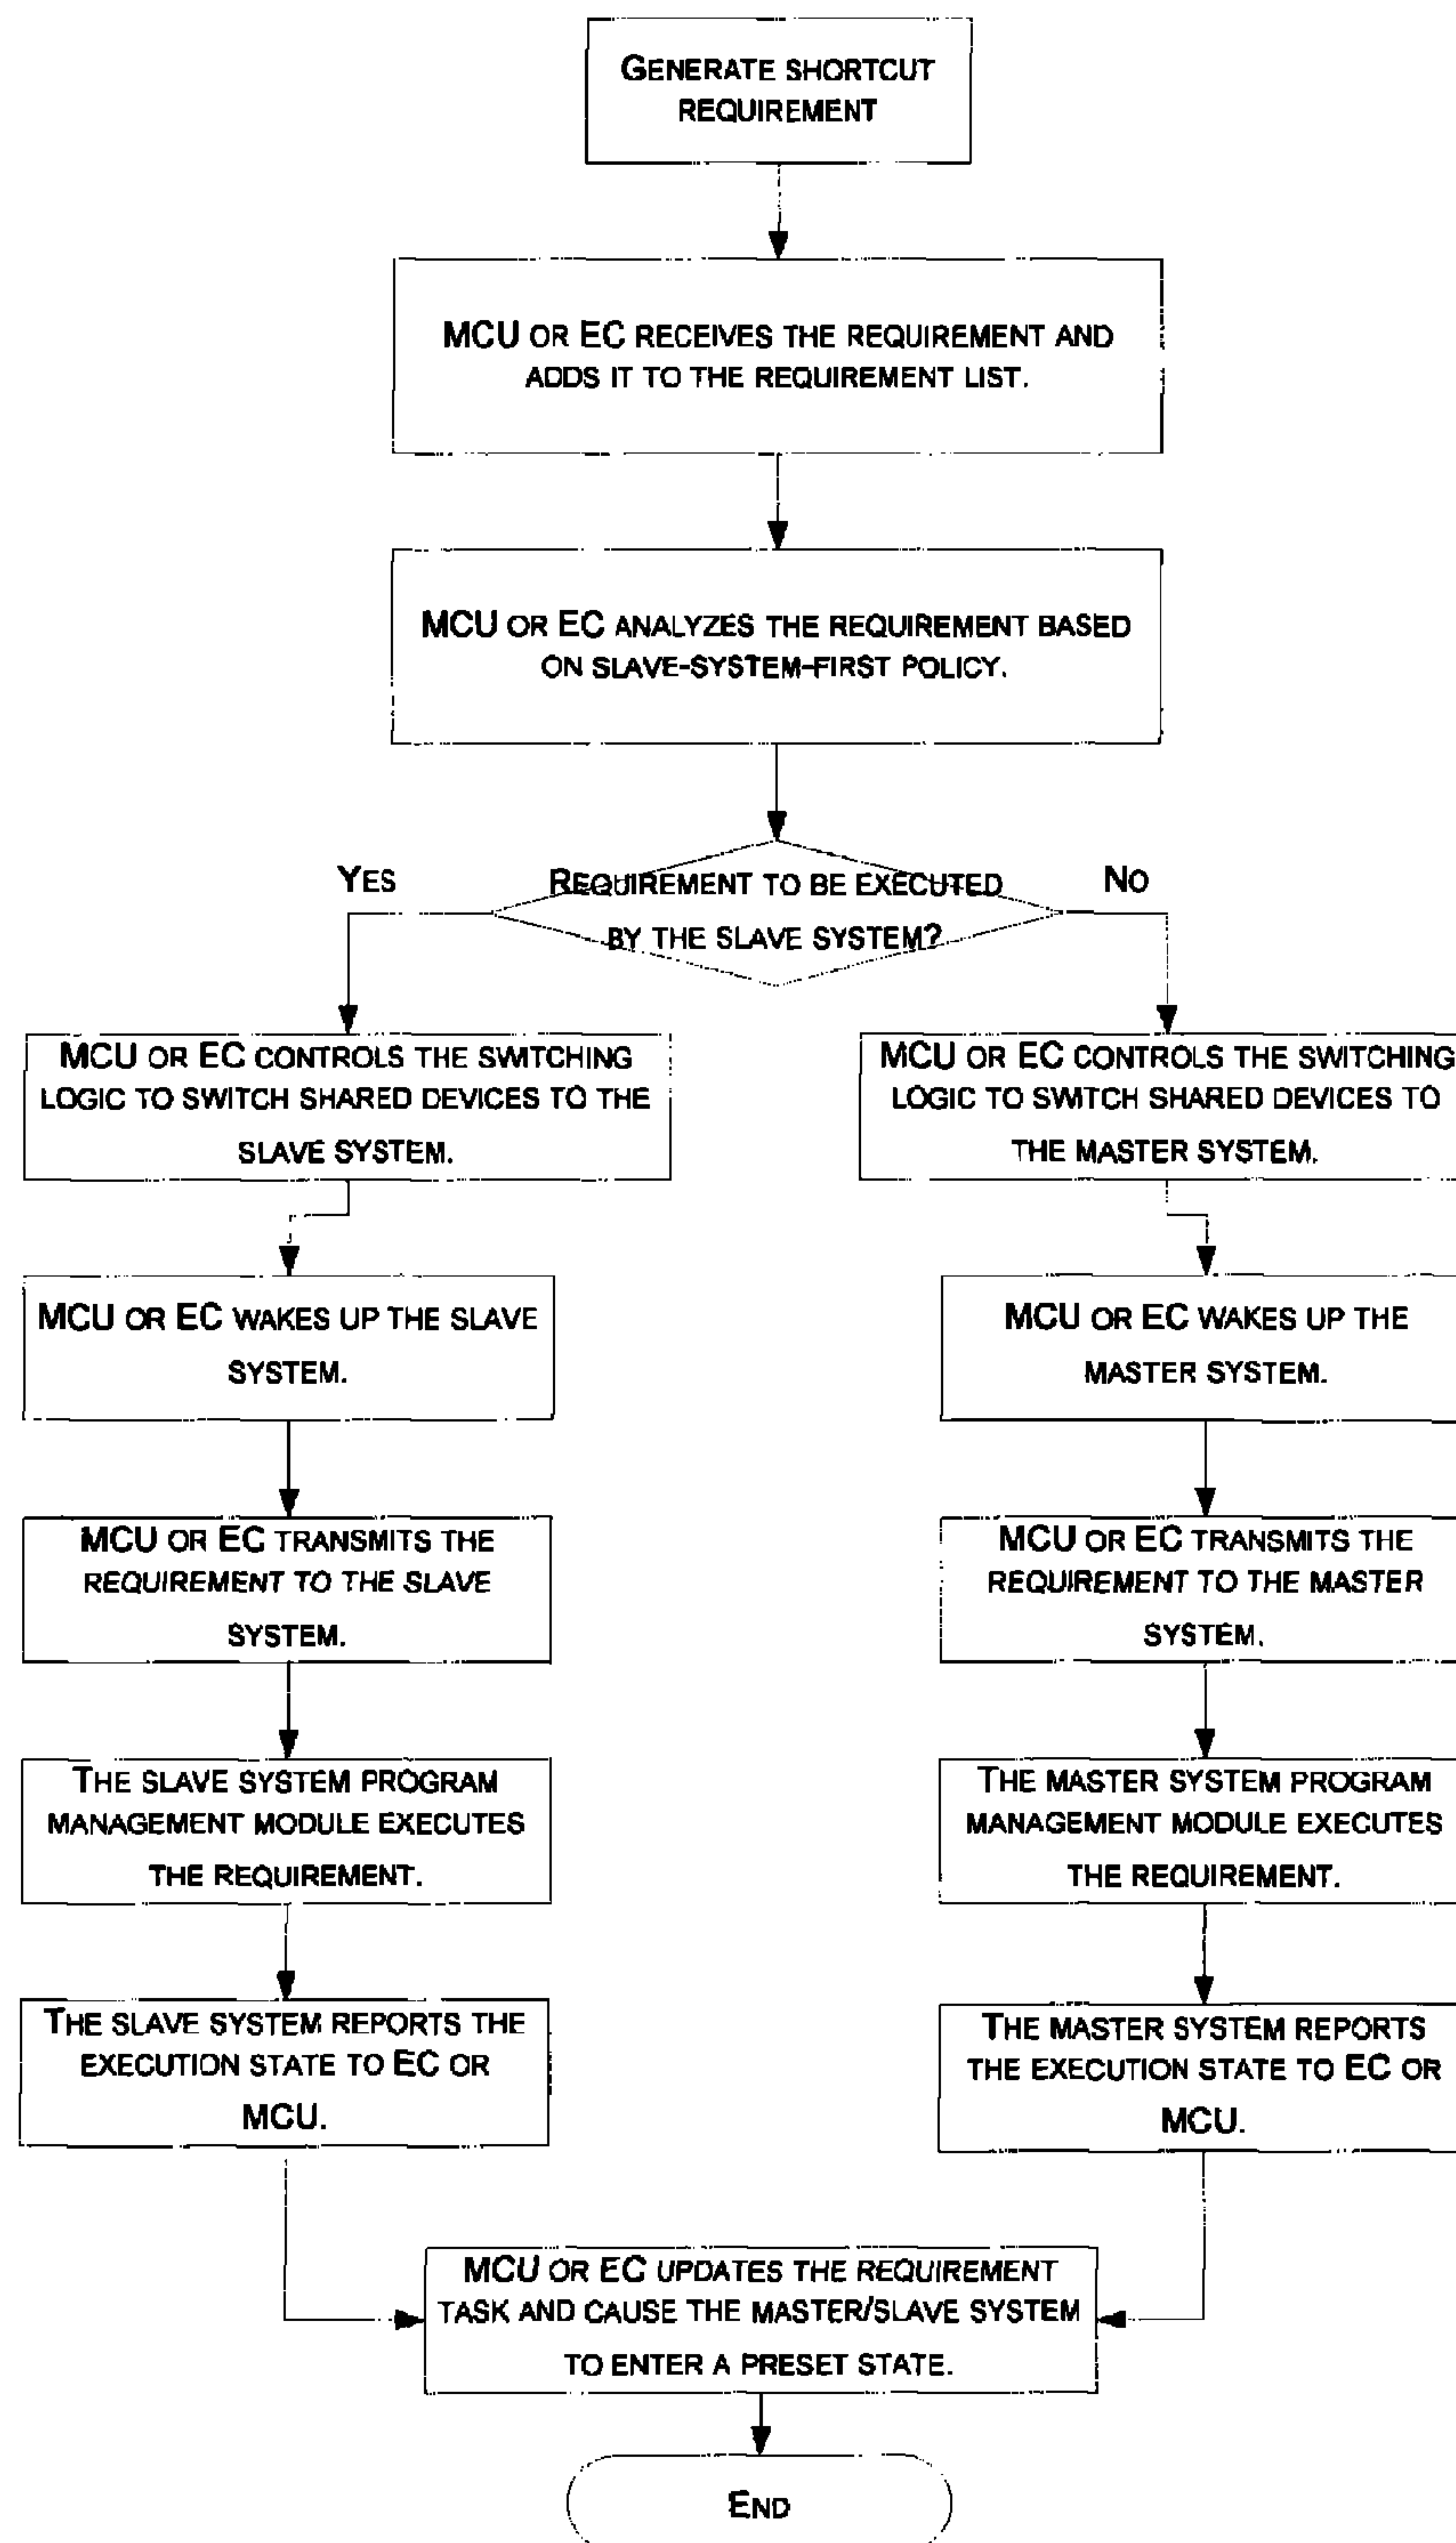 GENERATE SHORTCUT
REQUIREMENT
MCU OR EC RECEIVES THE REQUIREMENT AND
ADDS IT TO THE REQUIREMENT LIST.
MCU OR EC ANALYZES THE REQUIREMENT BASED
ON SLAVE-SYSTEM-FIRST POLICY.
YES
REQUIREMENT TO BE EXECUTED
BY THE SLAVE SYSTEM?
NO
MCU OR EC CONTROLS THE SWITCHING
LOGIC TO SWITCH SHARED DEVICES TO THE
SLAVE SYSTEM.
MCU OR EC WAKES UP THE SLAVE
SYSTEM.
MCU OR EC TRANSMITS THE
REQUIREMENT TO THE SLAVE
SYSTEM.
THE SLAVE SYSTEM PROGRAM
MANAGEMENT MODULE EXECUTES
THE REQUIREMENT.
THE SLAVE SYSTEM REPORTS THE
EXECUTION STATE TO EC OR
MCU.
MCU OR EC CONTROLS THE SWITCHING
LOGIC TO SWITCH SHARED DEVICES TO
THE MASTER SYSTEM.
MCU OR EC WAKES UP THE
MASTER SYSTEM.
MCU OR EC TRANSMITS THE
REQUIREMENT TO THE MASTER
SYSTEM.
THE MASTER SYSTEM PROGRAM
MANAGEMENT MODULE EXECUTES
THE REQUIREMENT.
THE MASTER SYSTEM REPORTS
THE EXECUTION STATE TO EC OR
MCU.
MCU OR EC UPDATES THE REQUIREMENT
TASK AND CAUSE THE MASTER/SLAVE SYSTEM
TO ENTER A PRESET STATE.
END